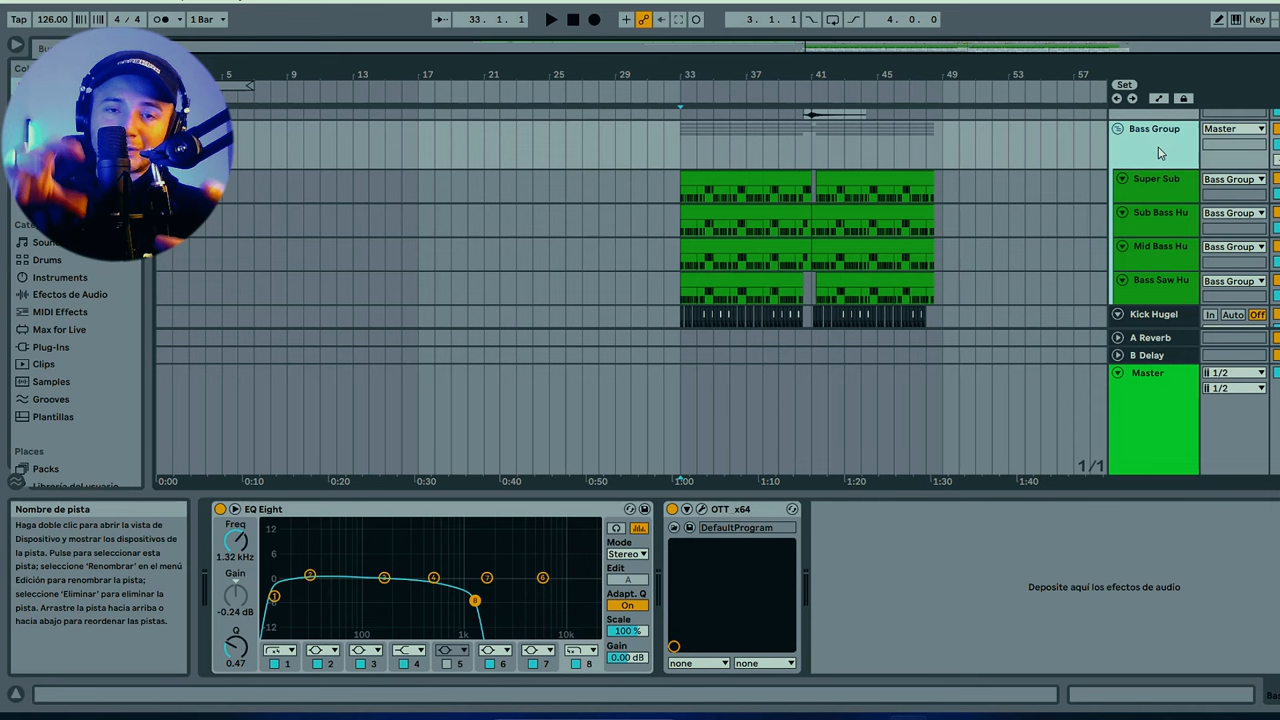 Tap 126.00 4 / 4 1 Bar 33. 1. 1 3. 1. 1 4. 0. 0 Key
5 9 13 17 21 25 29 33 37 41 45 49 53 57
Set
Bass Group Master
Super Sub Bass Group
Sub Bass Hu Bass Group
Mid Bass Hu Bass Group
Bass Saw Hu Bass Group
Kick Hugel In Auto Off
A Reverb
B Delay
Master 1/2
1/2
1/1
0:00 0:10 0:20 0:30 0:40 0:50 1:00 1:10 1:20 1:30 1:40
Drums
Instruments
Efectos de Audio
MIDI Effects
Max for Live
Plug-Ins
Clips
Samples
Grooves
Plantillas
Places
Packs
Nombre de pista
Haga doble clic para abrir la vista de
Dispositivo y mostrar los dispositivos de
la pista. Pulse para seleccionar esta
pista; seleccione 'Renombrar' en el menú
Edición para renombrar la pista;
seleccione 'Eliminar' para eliminar la
pista. Arrastre la pista hacia arriba o
hacia abajo para reordenar las pistas.
EQ Eight
Freq
1.32 kHz
Gain
-0.24 dB
Q
0.47
12
6
0
12
100 1k 10k
1 2 3 4 5 6 7 8
Mode
Stereo
Edit
A
Adapt. Q
On
Scale
100 %
Gain
0.00 dB
OTT_x64
DefaultProgram
none none
Deposite aquí los efectos de audio